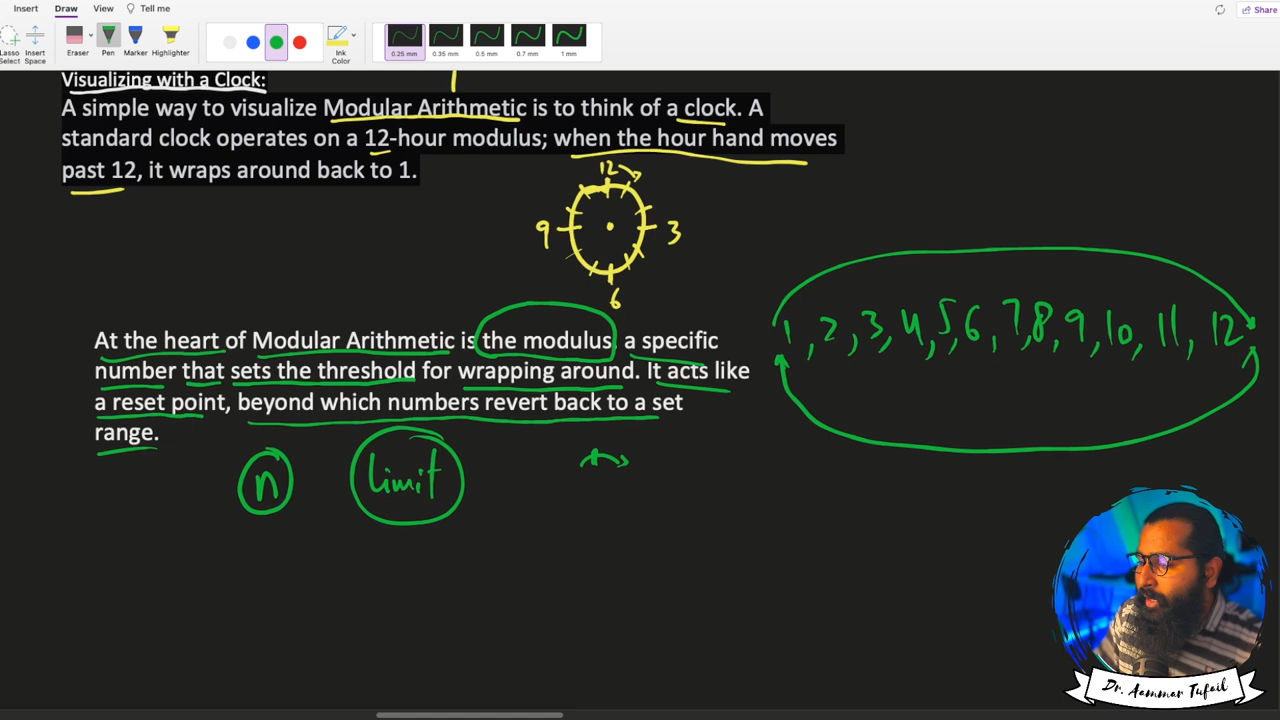 Insert Draw View Tell me
Share
Lasso Select
Insert Space
Eraser
Pen
Marker
Highlighter
Ink Color
0.25 mm 0.35 mm 0.5 mm 0.7 mm 1 mm
Visualizing with a Clock:
A simple way to visualize Modular Arithmetic is to think of a clock. A
standard clock operates on a 12-hour modulus; when the hour hand moves
past 12, it wraps around back to 1.
12
9 3
6
1, 2, 3, 4, 5, 6, 7, 8, 9, 10, 11, 12
At the heart of Modular Arithmetic is the modulus a specific
number that sets the threshold for wrapping around. It acts like
a reset point, beyond which numbers revert back to a set
range.
n limit
Dr. Aammar Tufail